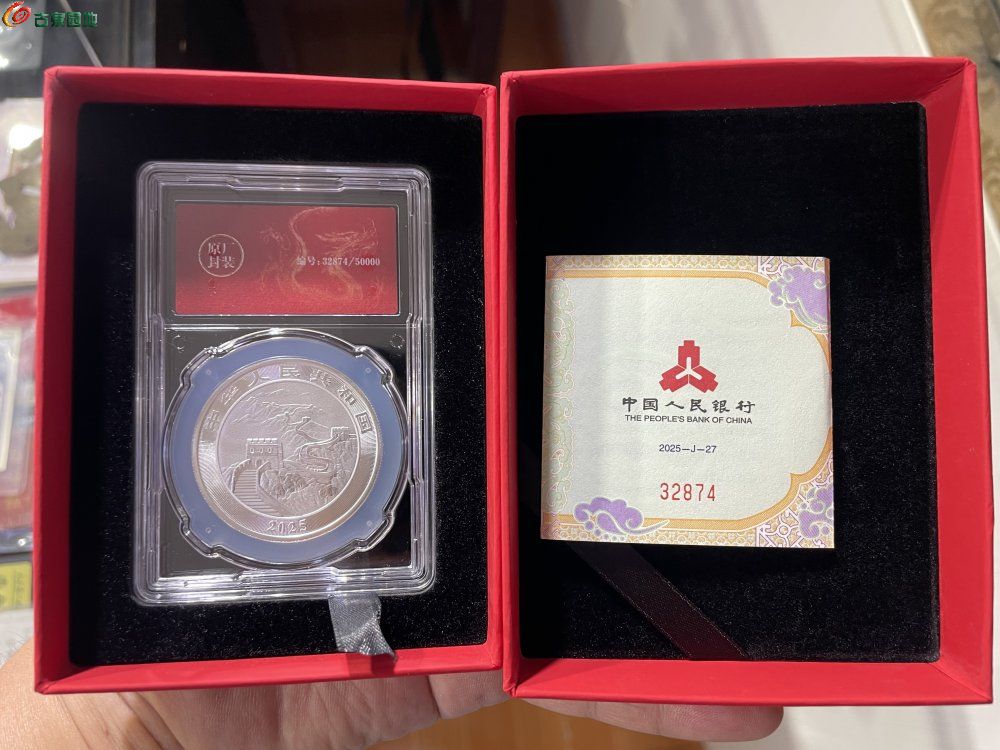 古泉园地
原厂
封装
编号:32874/50000
中华人民共和国
2025
中国人民银行
THE PEOPLE'S BANK OF CHINA
2025—J—27
32874